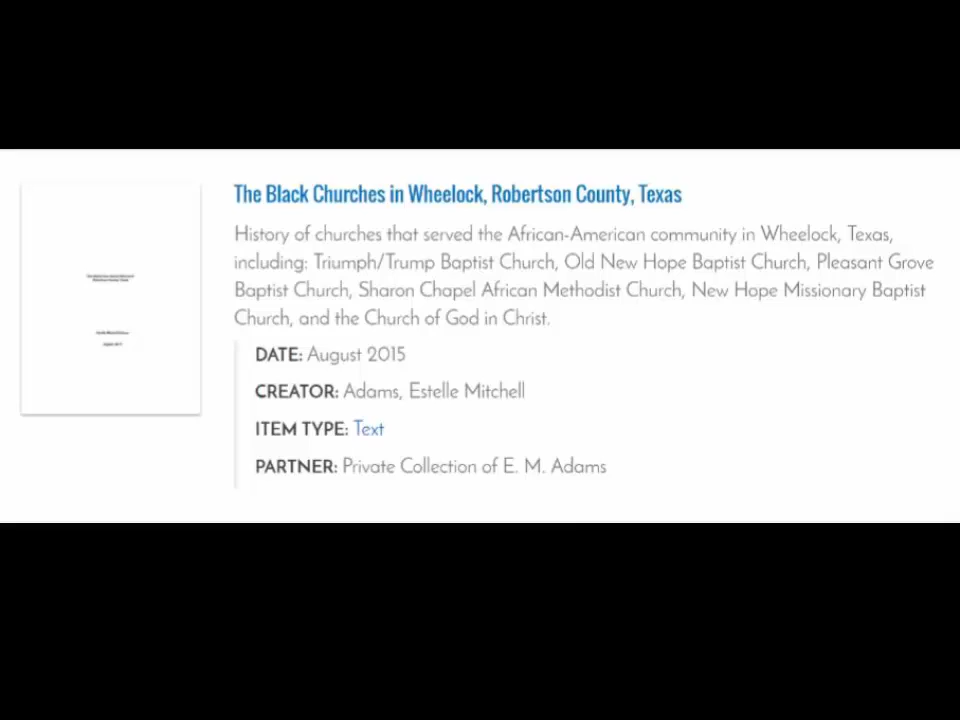 The Black Churches in Wheelock, Robertson County, Texas
History of churches that served the African-American community in Wheelock, Texas,
including: Triumph/Trump Baptist Church, Old New Hope Baptist Church, Pleasant Grove
Baptist Church, Sharon Chapel African Methodist Church, New Hope Missionary Baptist
Church, and the Church of God in Christ.
DATE: August 2015
CREATOR: Adams, Estelle Mitchell
ITEM TYPE: Text
PARTNER: Private Collection of E. M. Adams